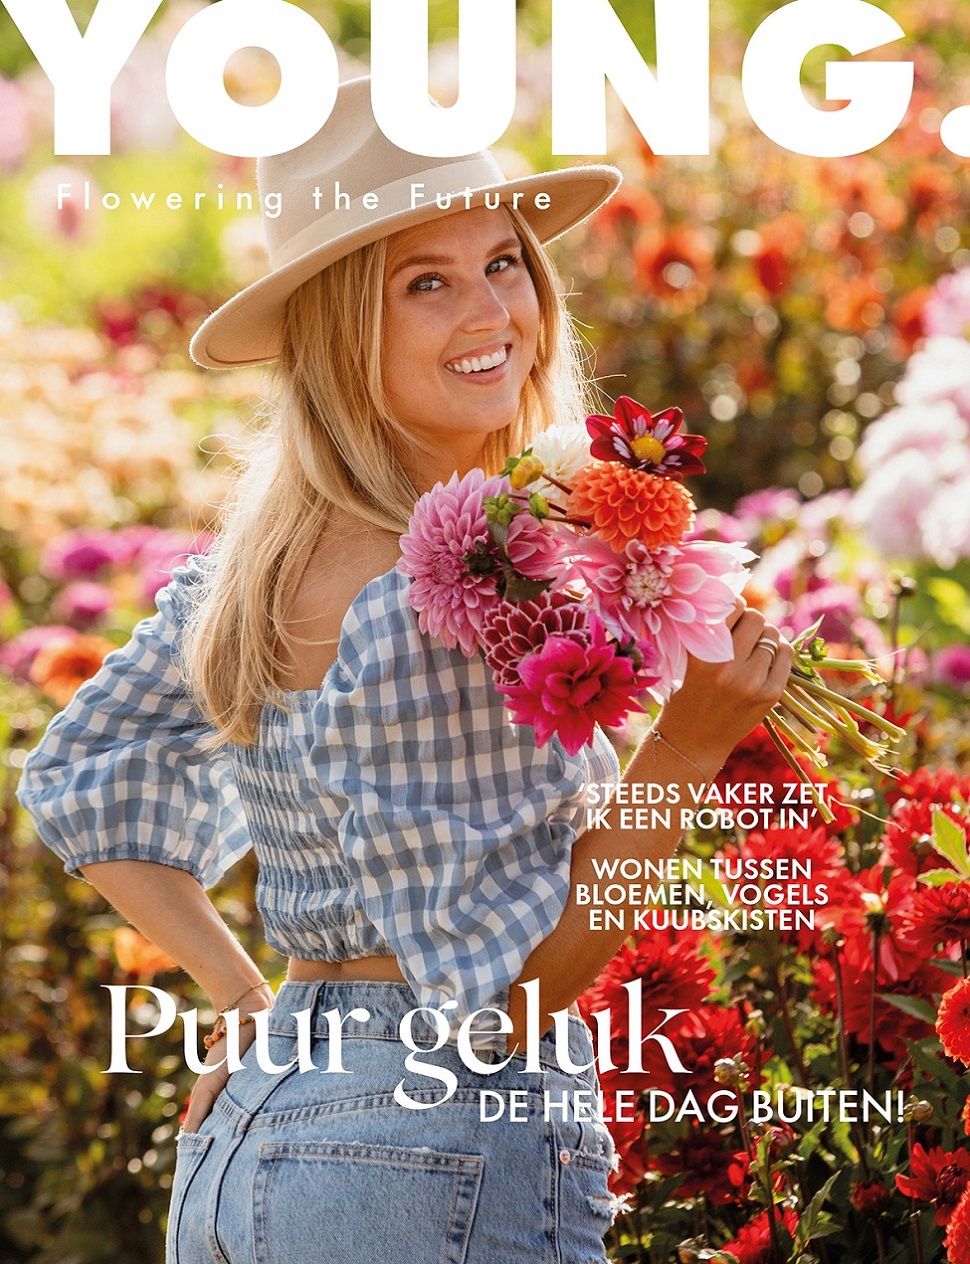 YOUNG.
Flowering the Future
‘STEEDS VAKER ZET
IK EEN ROBOT IN’
WONEN TUSSEN
BLOEMEN, VOGELS
EN KUUBSKISTEN
Puur geluk
DE HELE DAG BUITEN!